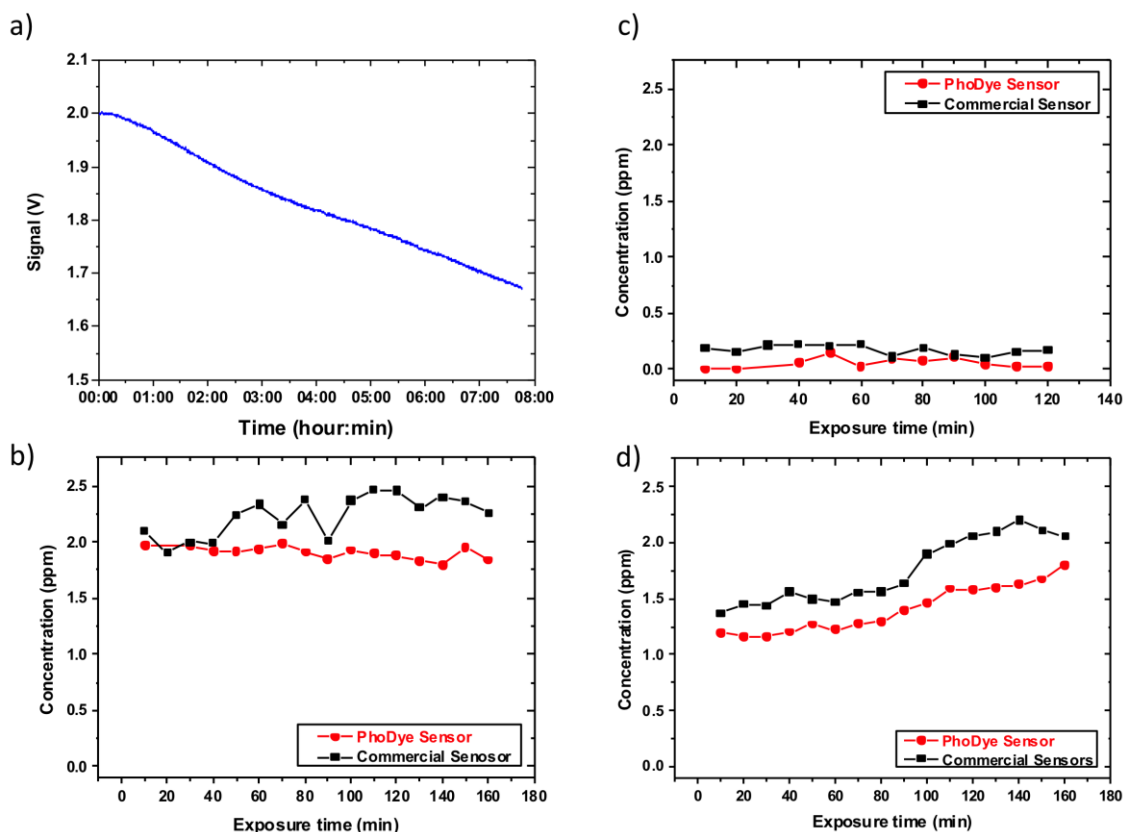 a)
2.1
2.0
1.9
1.8
1.7
1.6
1.5
Signal (V)
00:00 01:00 02:00 03:00 04:00 05:00 06:00 07:00 08:00
Time (hour:min)
c)
PhoDye Sensor
Commercial Sensor
2.5
2.0
1.5
1.0
0.5
0.0
Concentration (ppm)
0 20 40 60 80 100 120 140
Exposure time (min)
b)
2.5
2.0
1.5
1.0
0.5
0.0
Concentration (ppm)
PhoDye Sensor
Commercial Senosor
0 20 40 60 80 100 120 140 160 180
Exposure time (min)
d)
2.5
2.0
1.5
1.0
0.5
0.0
Concentration (ppm)
PhoDye Sensor
Commercial Sensors
0 20 40 60 80 100 120 140 160 180
Exposure time (min)